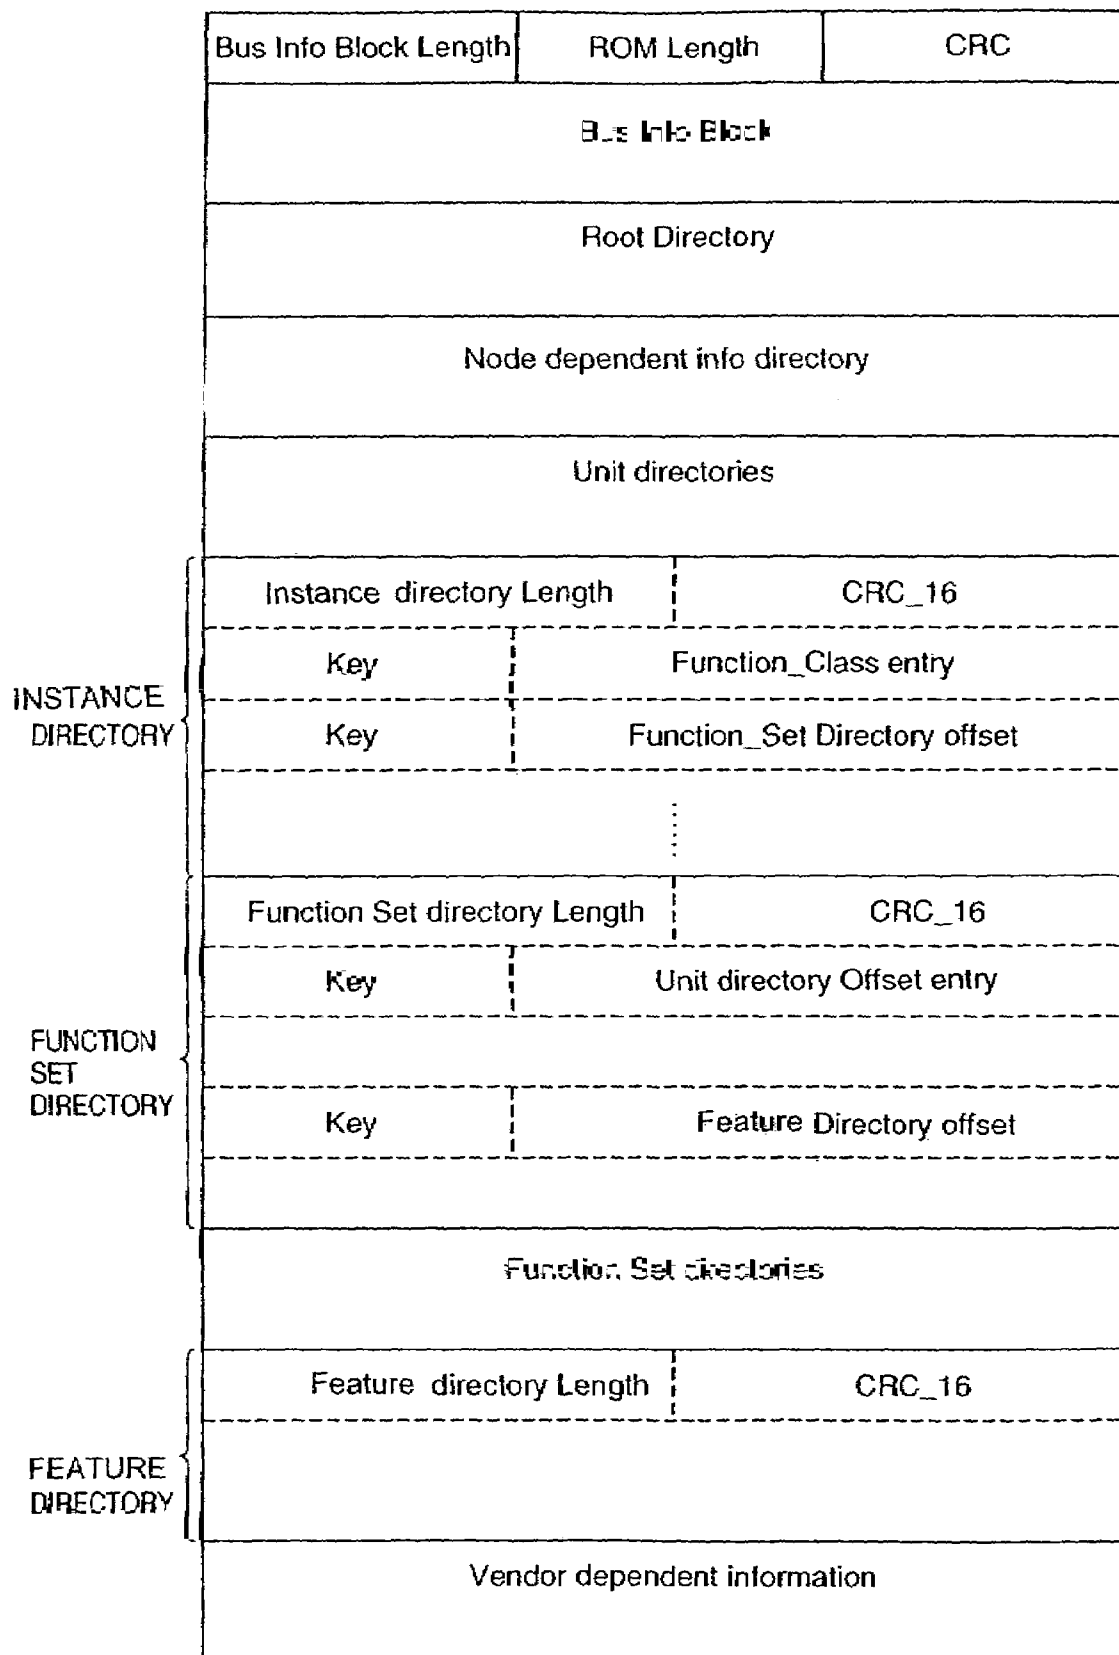 Bus Info Block Length ROM Length CRC
Bus Info Block
Root Directory
Node dependent info directory
Unit directories
Instance directory Length CRC_16
Key Function_Class entry
INSTANCE
DIRECTORY
Key Function_Set Directory offset
Function Set directory Length CRC_16
Key Unit directory Offset entry
FUNCTION
SET
DIRECTORY
Key Feature Directory offset
Function Set directories
Feature directory Length CRC_16
FEATURE
DIRECTORY
Vendor dependent information